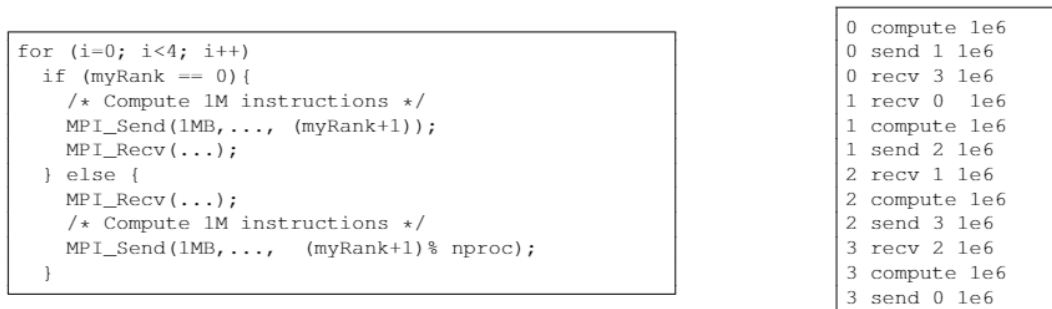 for (i=0; i<4; i++)
if (myRank == 0){
/* Compute 1M instructions */
MPI_Send(1MB,..., (myRank+1));
MPI_Recv(...);
} else {
MPI_Recv(...);
/* Compute 1M instructions */
MPI_Send(1MB,..., (myRank+1)% nproc);
}
0 compute 1e6
0 send 1 1e6
0 recv 3 1e6
1 recv 0 1e6
1 compute 1e6
1 send 2 1e6
2 recv 1 1e6
2 compute 1e6
2 send 3 1e6
3 recv 2 1e6
3 compute 1e6
3 send 0 1e6